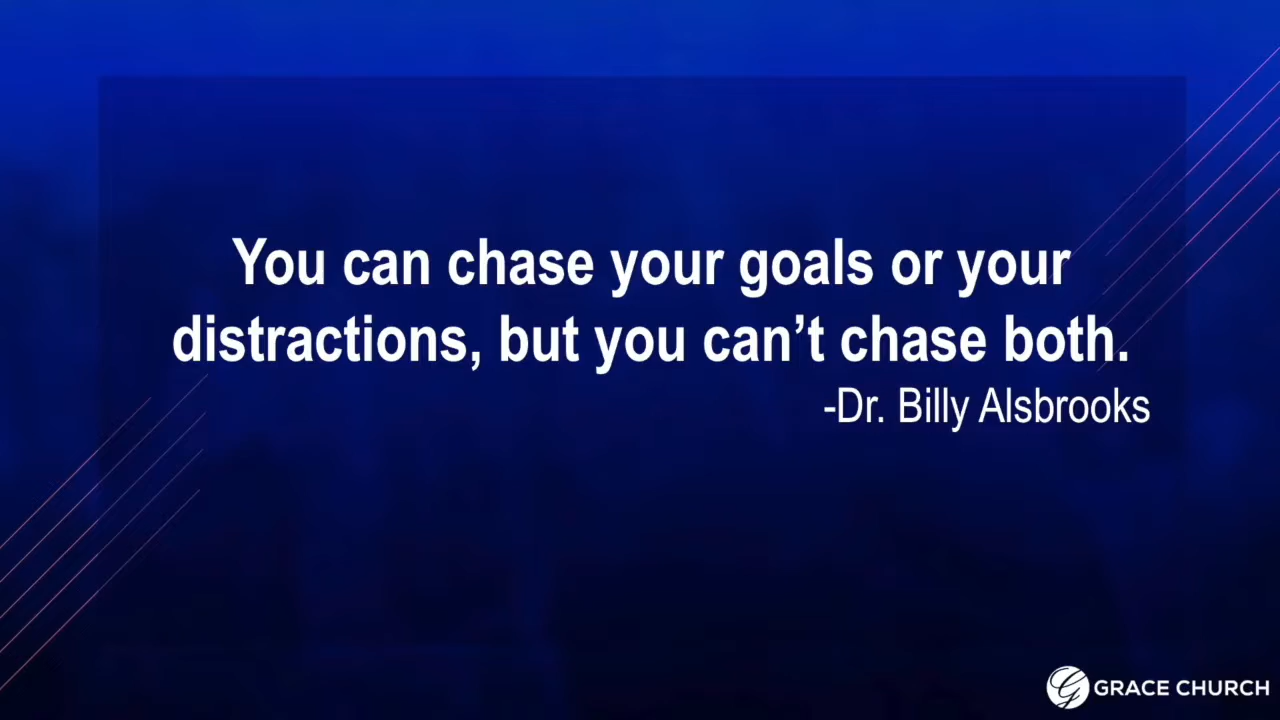 You can chase your goals or your
distractions, but you can’t chase both.
-Dr. Billy Alsbrooks
GRACE CHURCH